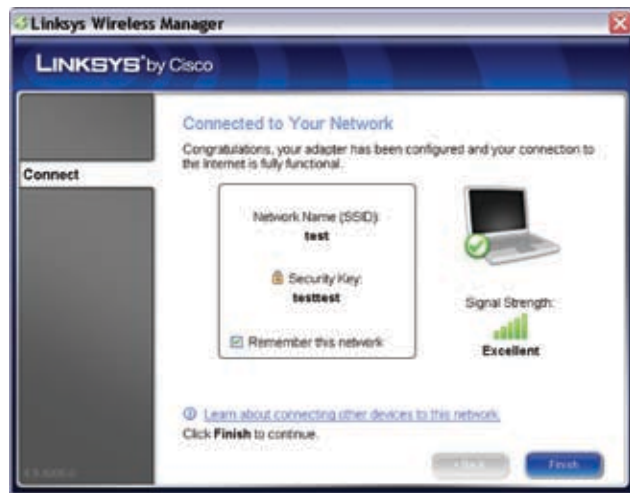 Linksys Wireless Manager
LINKSYS® by Cisco
Connect
Connected to Your Network
Congratulations, your adapter has been configured and your connection to
the Internet is fully functional.
Network Name (SSID):
test
Security Key:
testtest
Remember this network
Signal Strength:
Excellent
Learn about connecting other devices to this network.
Click Finish to continue.
Finish